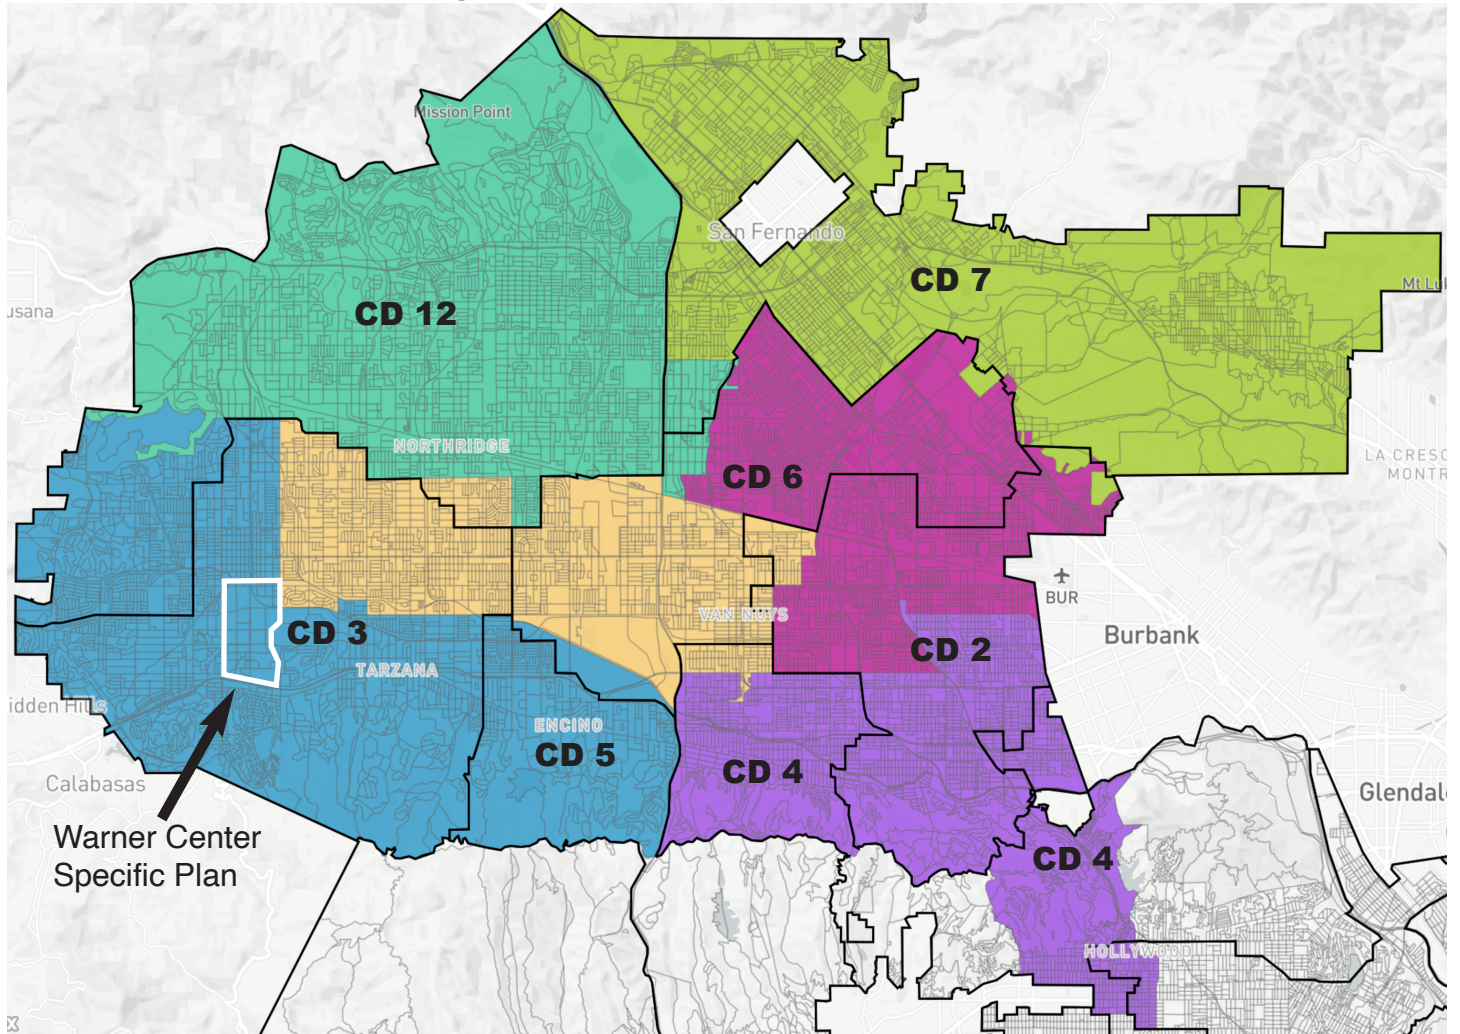 Mission Point
San Fernando
CD 7
Mt Luk
usana
CD 12
NORTHRIDGE
LA CRESC
MONTR
CD 6
BUR
VAN NUYS
Burbank
CD 3
CD 2
TARZANA
idden Hills
ENCINO
CD 5
CD 4
Calabasas
Glendal
Warner Center
Specific Plan
CD 4
HOLLYWOOD